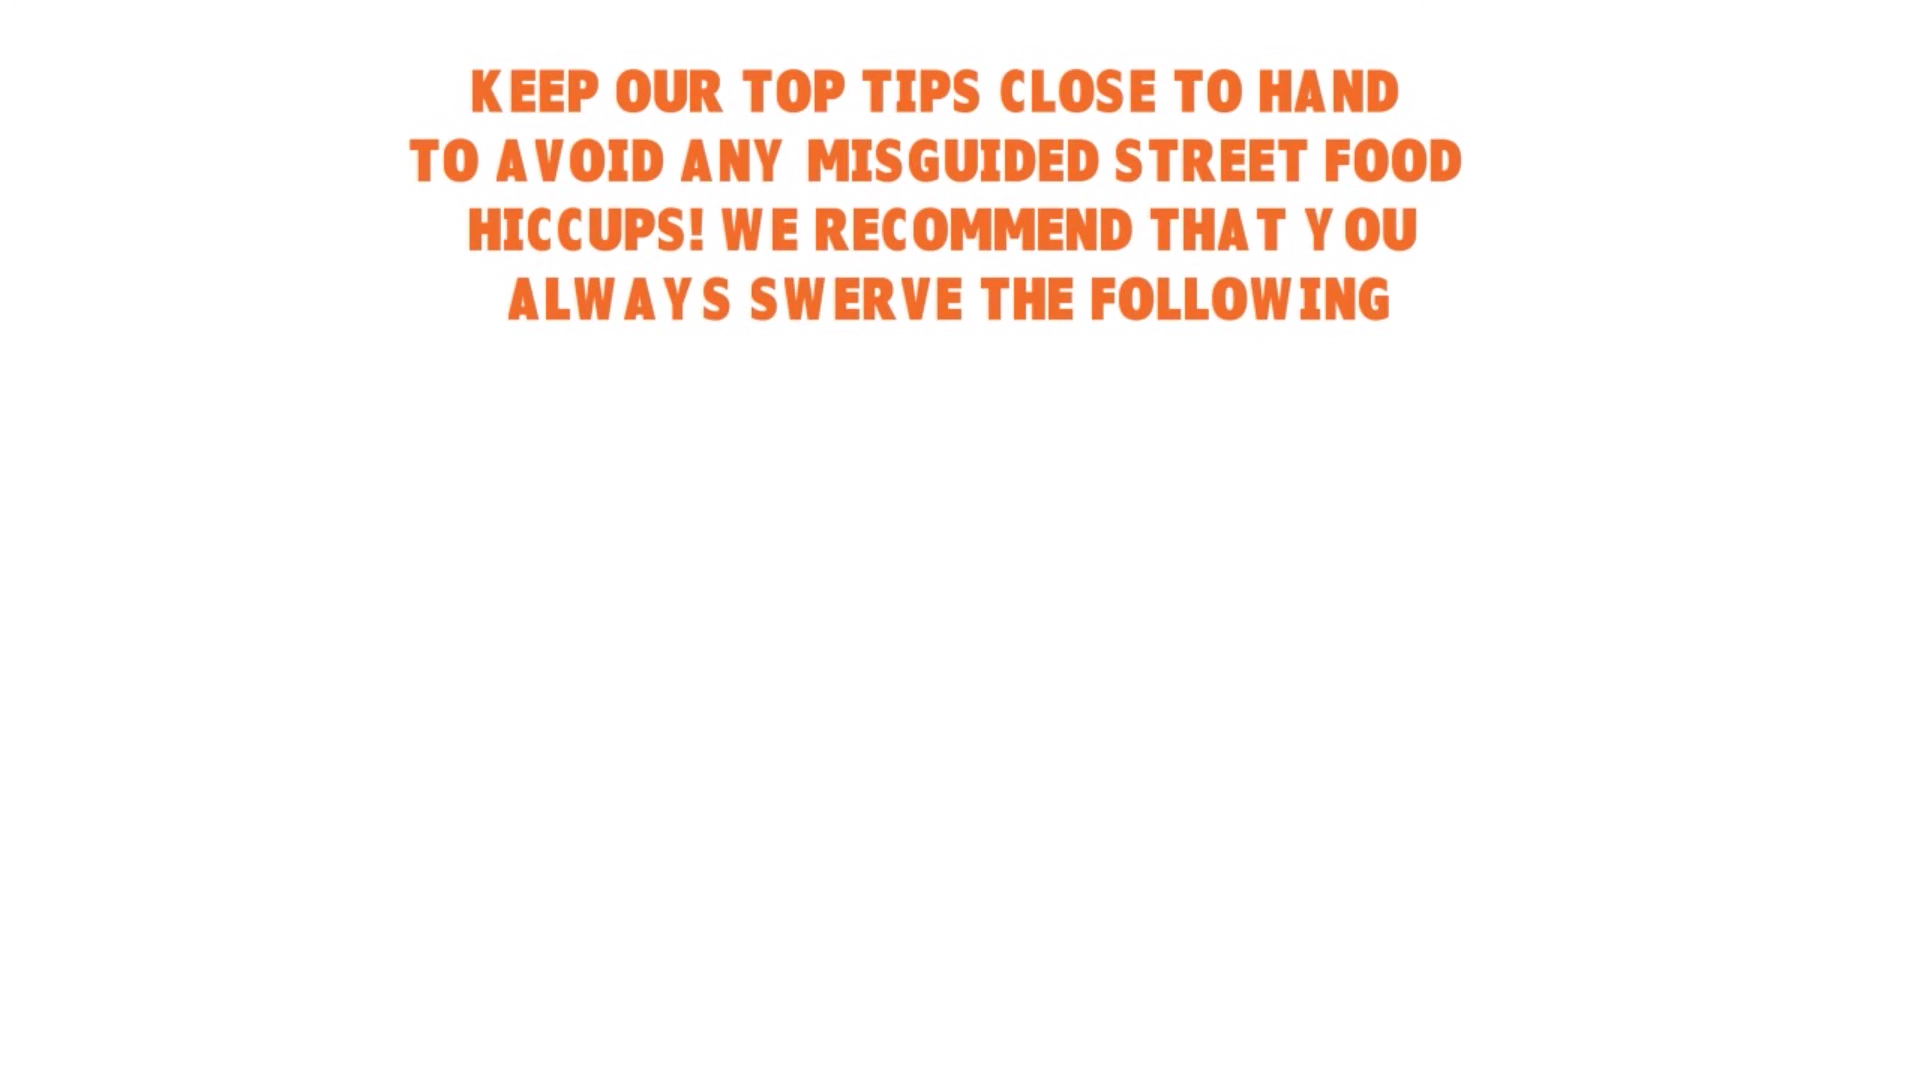 KEEP OUR TOP TIPS CLOSE TO HAND
TO AVOID ANY MISGUIDED STREET FOOD
HICCUPS! WE RECOMMEND THAT YOU
ALWAYS SWERVE THE FOLLOWING